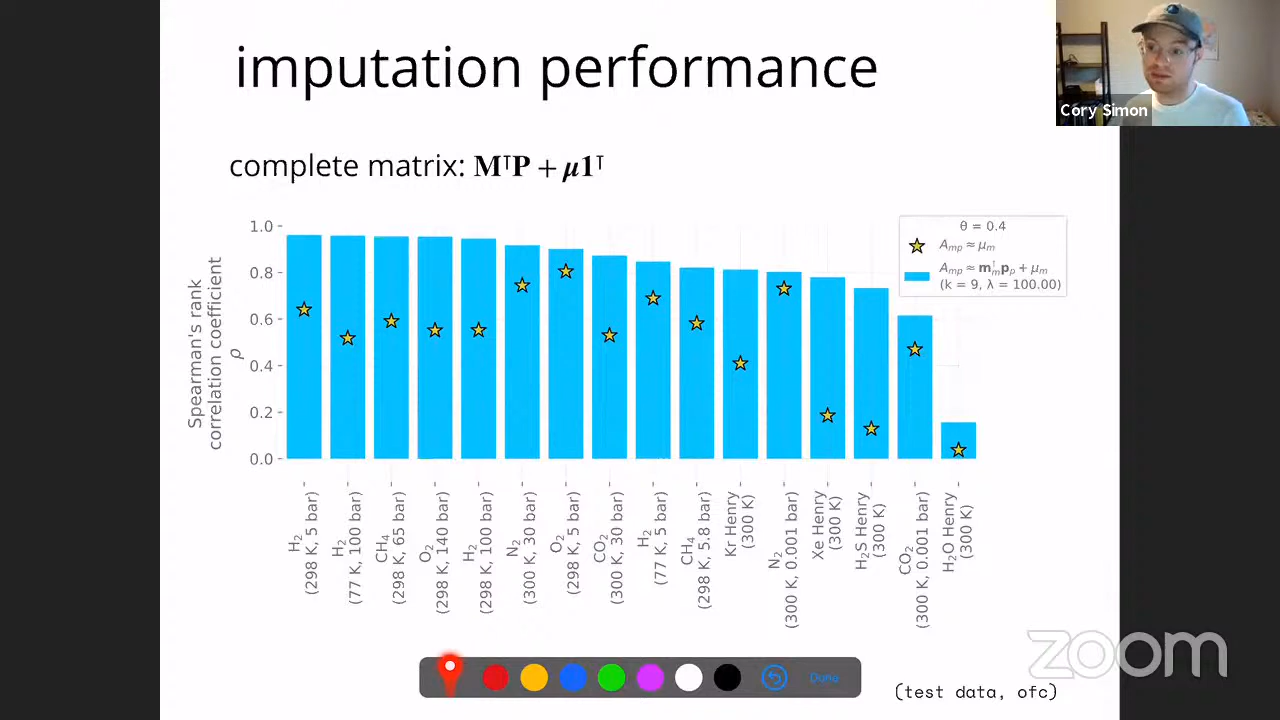 imputation performance
Cory Simon
complete matrix: MᵀP + μ1ᵀ
θ = 0.4
Aₘₚ ≈ μₘ
Aₘₚ ≈ mₘᵀpₚ + μₘ
(k = 9, λ = 100.00)
Spearman's rank
correlation coefficient
ρ
1.0
0.8
0.6
0.4
0.2
0.0
H₂
(298 K, 5 bar)
H₂
(77 K, 100 bar)
CH₄
(298 K, 65 bar)
O₂
(298 K, 140 bar)
H₂
(298 K, 100 bar)
N₂
(300 K, 30 bar)
O₂
(298 K, 5 bar)
CO₂
(300 K, 30 bar)
H₂
(77 K, 5 bar)
CH₄
(298 K, 5.8 bar)
Kr Henry
(300 K)
N₂
(300 K, 0.001 bar)
Xe Henry
(300 K)
H₂S Henry
(300 K)
CO₂
(300 K, 0.001 bar)
H₂O Henry
(300 K)
zoom
Done
(test data, ofc)